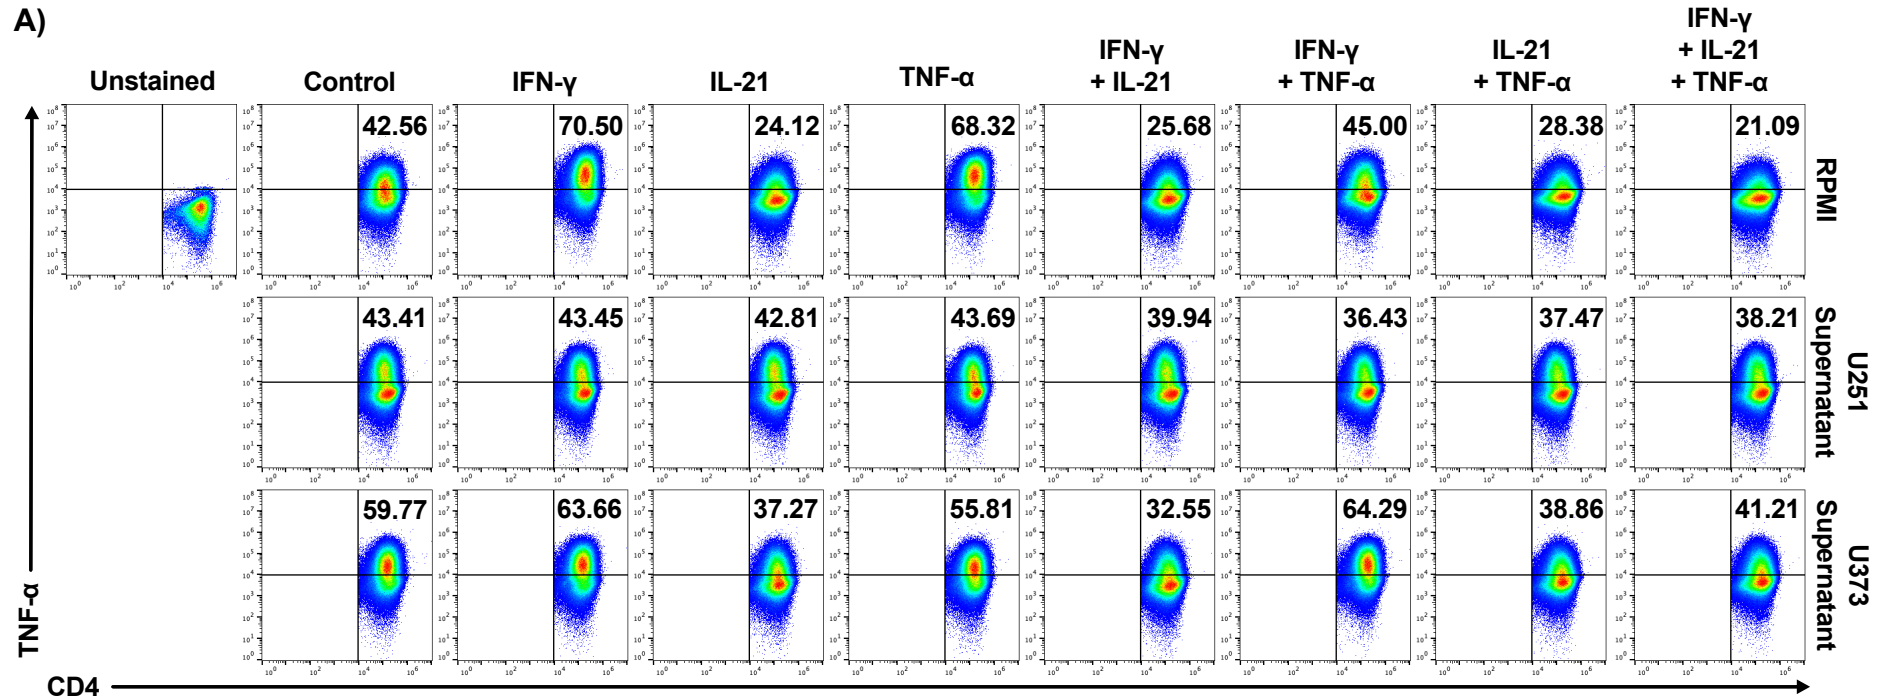 A)
IFN-γ
+ IL-21
+ TNF-α
IFN-γ
+ IL-21
IFN-γ
+ TNF-α
IL-21
+ TNF-α
Unstained
Control
IFN-γ
IL-21
TNF-α
42.56
70.50
24.12
68.32
25.68
45.00
28.38
21.09
RPMI
43.41
43.45
42.81
43.69
39.94
36.43
37.47
38.21
U251
Supernatant
59.77
63.66
37.27
55.81
32.55
64.29
38.86
41.21
U373
Supernatant
TNF-α
CD4